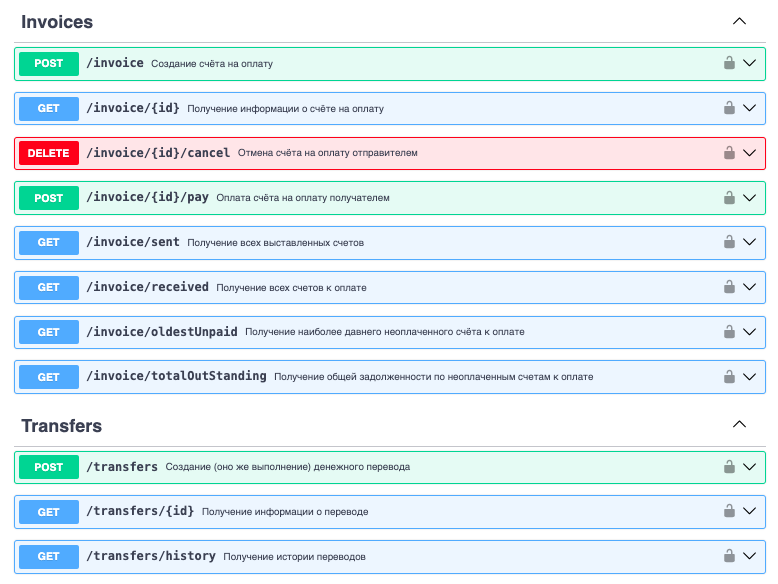 Invoices
POST /invoice Создание счёта на оплату
GET /invoice/{id} Получение информации о счёте на оплату
DELETE /invoice/{id}/cancel Отмена счёта на оплату отправителем
POST /invoice/{id}/pay Оплата счёта на оплату получателем
GET /invoice/sent Получение всех выставленных счетов
GET /invoice/received Получение всех счетов к оплате
GET /invoice/oldestUnpaid Получение наиболее давнего неоплаченного счёта к оплате
GET /invoice/totalOutStanding Получение общей задолженности по неоплаченным счетам к оплате
Transfers
POST /transfers Создание (оно же выполнение) денежного перевода
GET /transfers/{id} Получение информации о переводе
GET /transfers/history Получение истории переводов